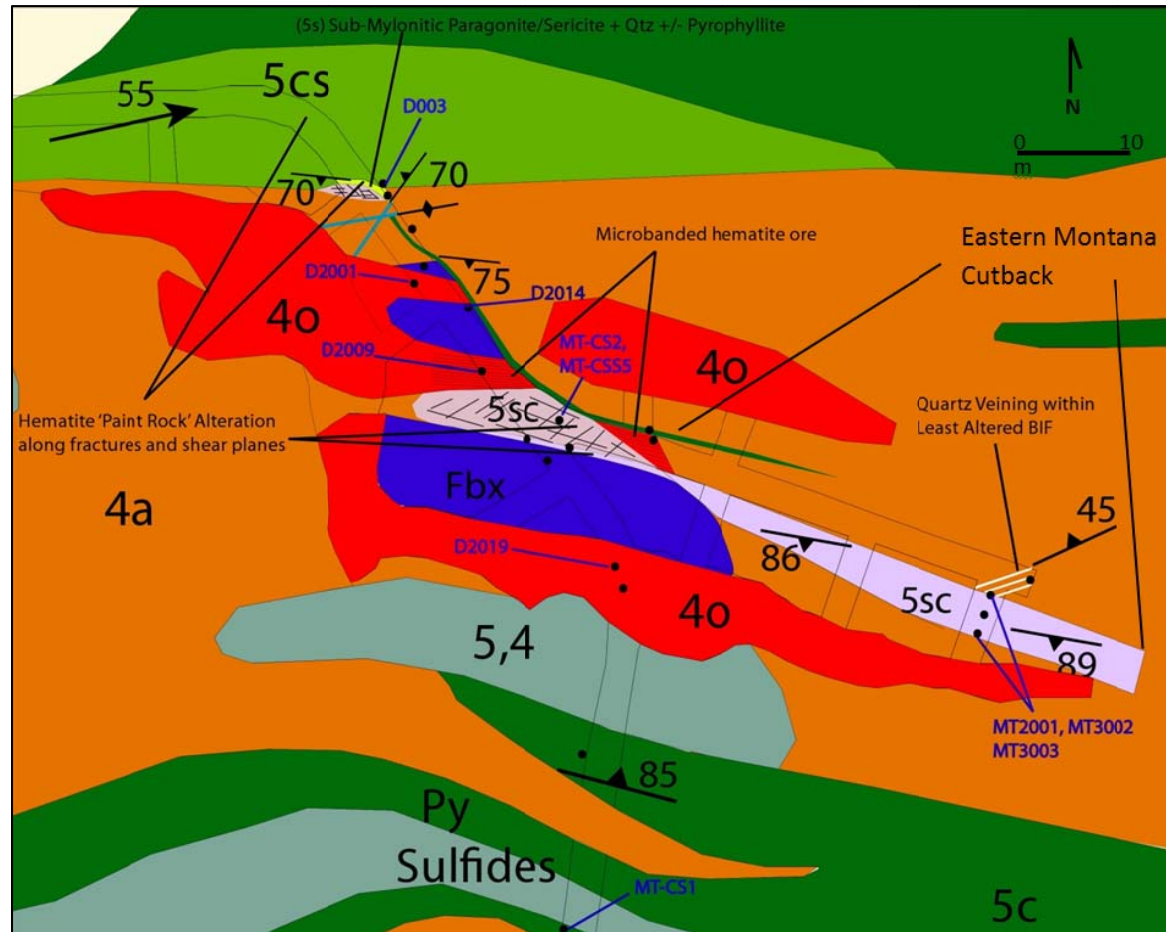 (5s) Sub-Mylonitic Paragonite/Sericite + Qtz +/- Pyrophyllite
5cs
55
D003
N
0 10
m
70
70
Microbanded hematite ore
Eastern Montana
Cutback
D2001
75
D2014
4o
D2009
MT-CS2,
MT-CSS5
4o
5sc
Quartz Veining within
Least Altered BIF
Hematite 'Paint Rock' Alteration
along fractures and shear planes
4a
Fbx
45
86
D2019
5sc
4o
5,4
89
MT2001, MT3002
MT3003
85
Py
Sulfides
MT-CS1
5c